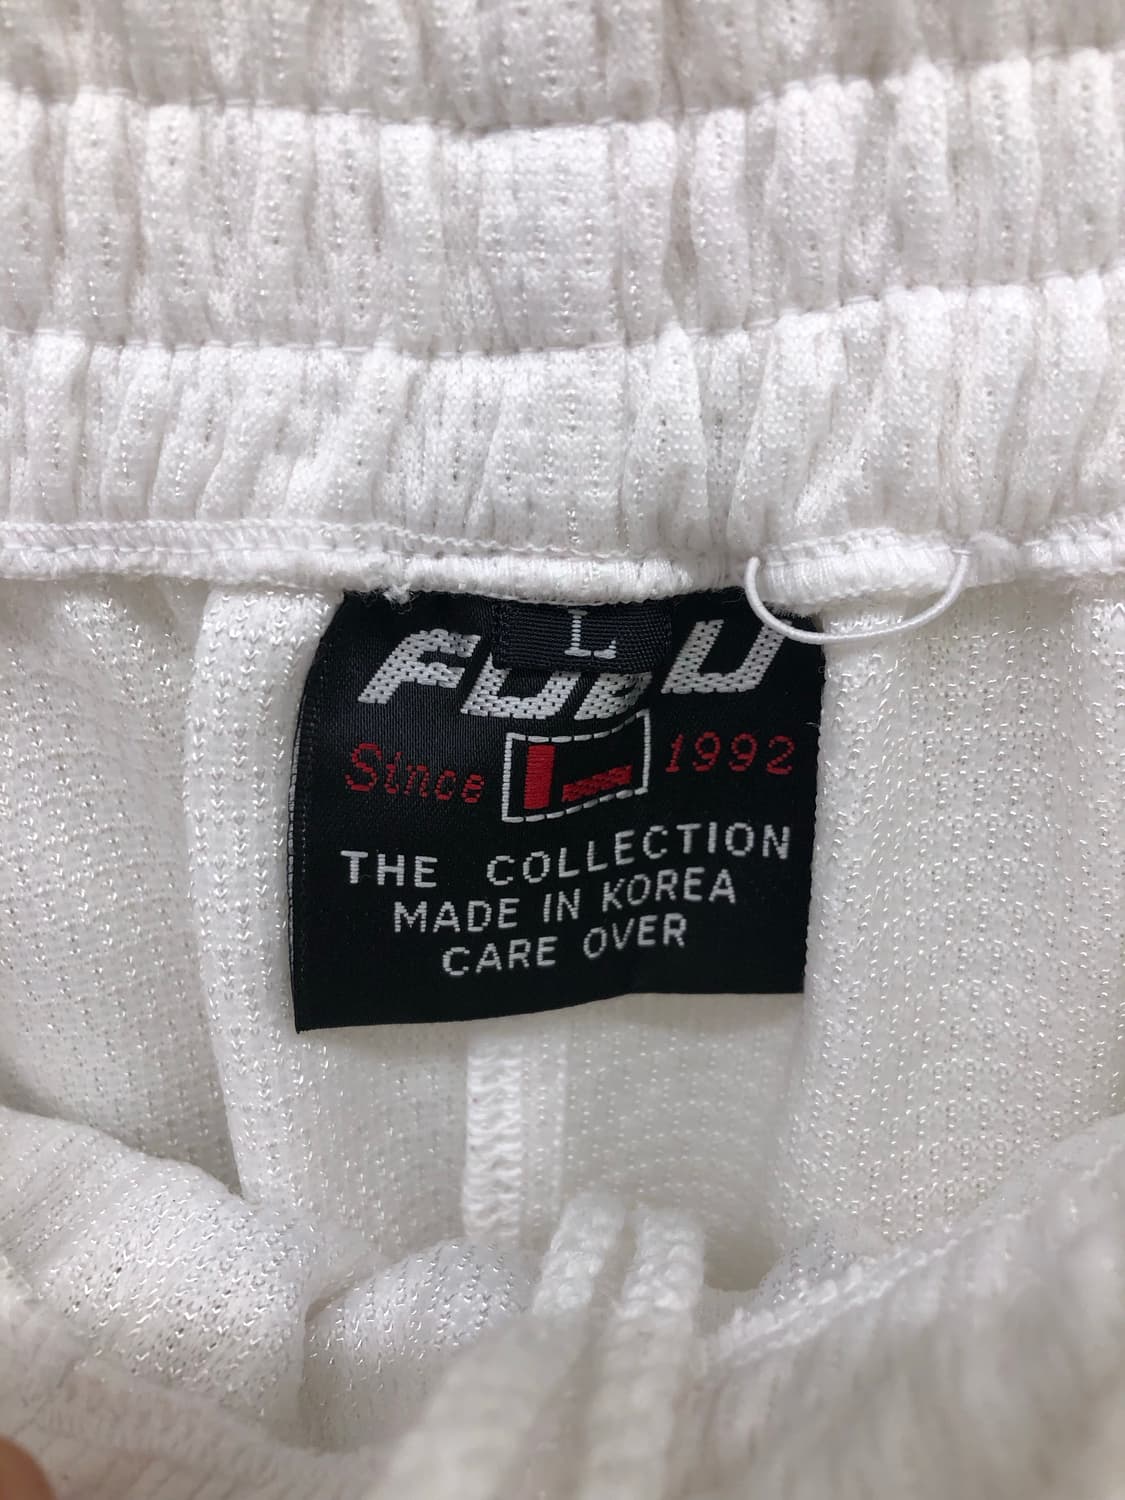 L
FUBU
Since 1992
THE COLLECTION
MADE IN KOREA
CARE OVER